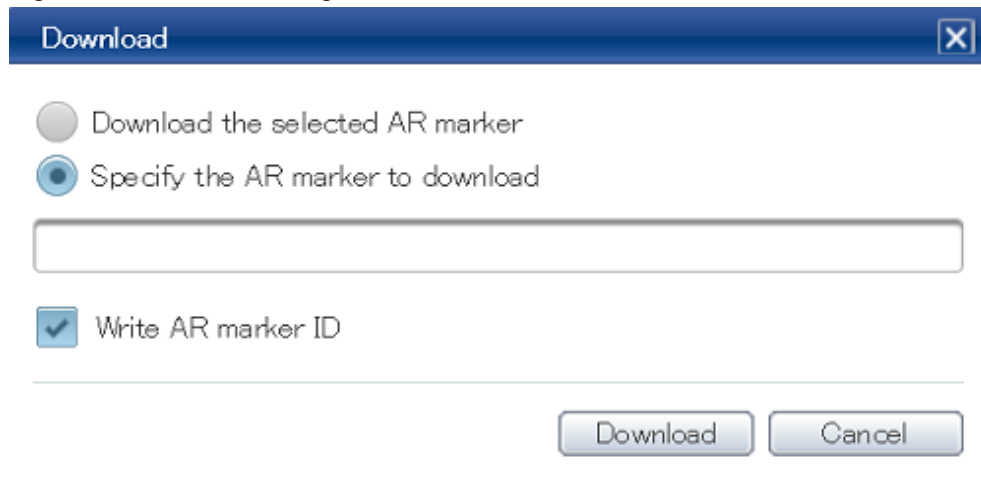 Download
Download the selected AR marker
Specify the AR marker to download
Write AR marker ID
Download Cancel